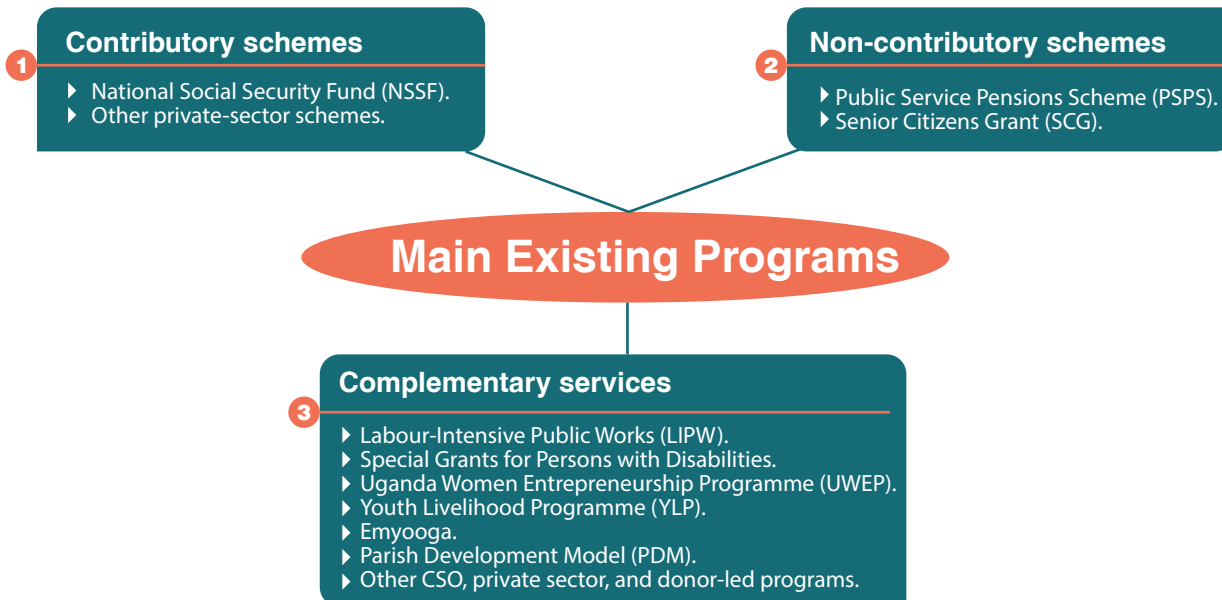 1
Contributory schemes
National Social Security Fund (NSSF).
Other private-sector schemes.
2
Non-contributory schemes
Public Service Pensions Scheme (PSPS).
Senior Citizens Grant (SCG).
Main Existing Programs
3
Complementary services
Labour-Intensive Public Works (LIPW).
Special Grants for Persons with Disabilities.
Uganda Women Entrepreneurship Programme (UWEP).
Youth Livelihood Programme (YLP).
Emyooga.
Parish Development Model (PDM).
Other CSO, private sector, and donor-led programs.